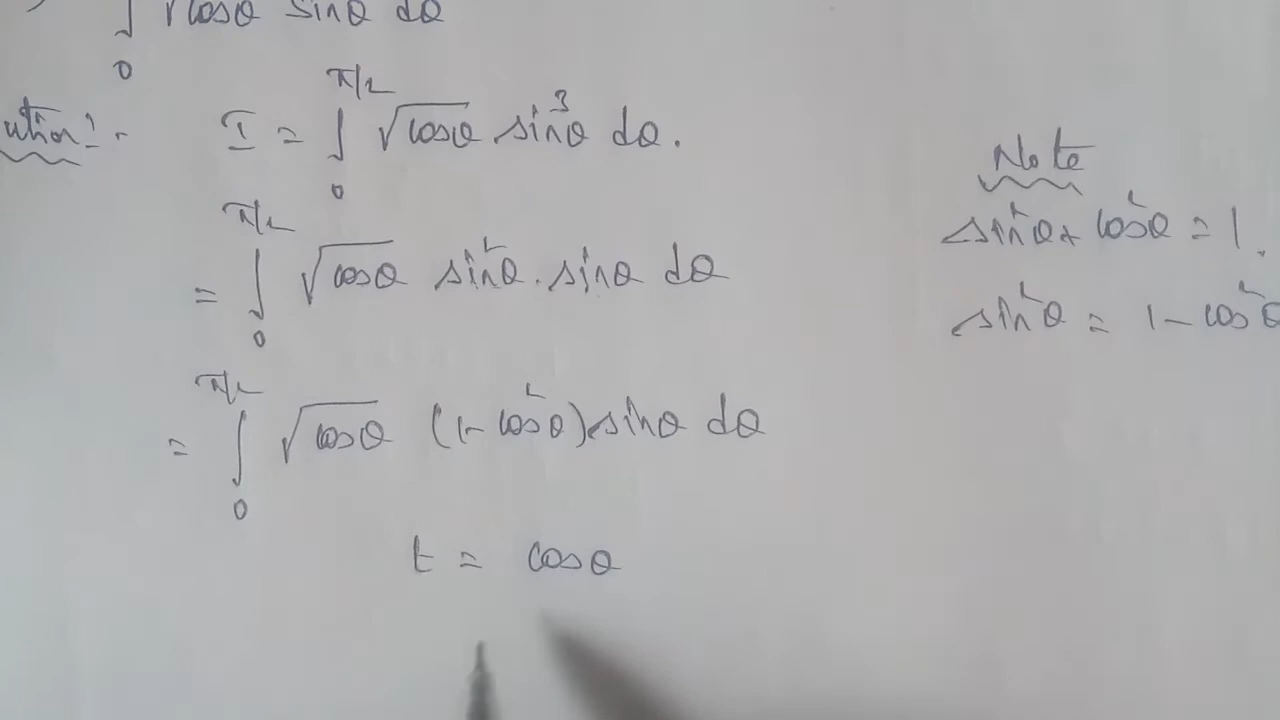 ∫₀ √cosθ sinθ dθ
ution:- I = ∫₀^{π/2} √cosθ sin³θ dθ.
Note
sin²θ + cos²θ = 1.
= ∫₀^{π/2} √cosθ sin²θ. sinθ dθ
sin²θ = 1 - cos²θ
= ∫₀^{π/2} √cosθ (1- cos²θ) sinθ dθ
t = cosθ